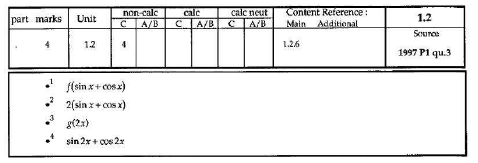 part marks Unit non-calc calc calc neut Content Reference : 1.2
C A/B C A/B C A/B Main Additional
. 4 1.2 4 1.2.6 Source
1997 P1 qu.3
•1 f(sin x + cos x)
•2 2(sin x + cos x)
•3 g(2x)
•4 sin 2x + cos 2x